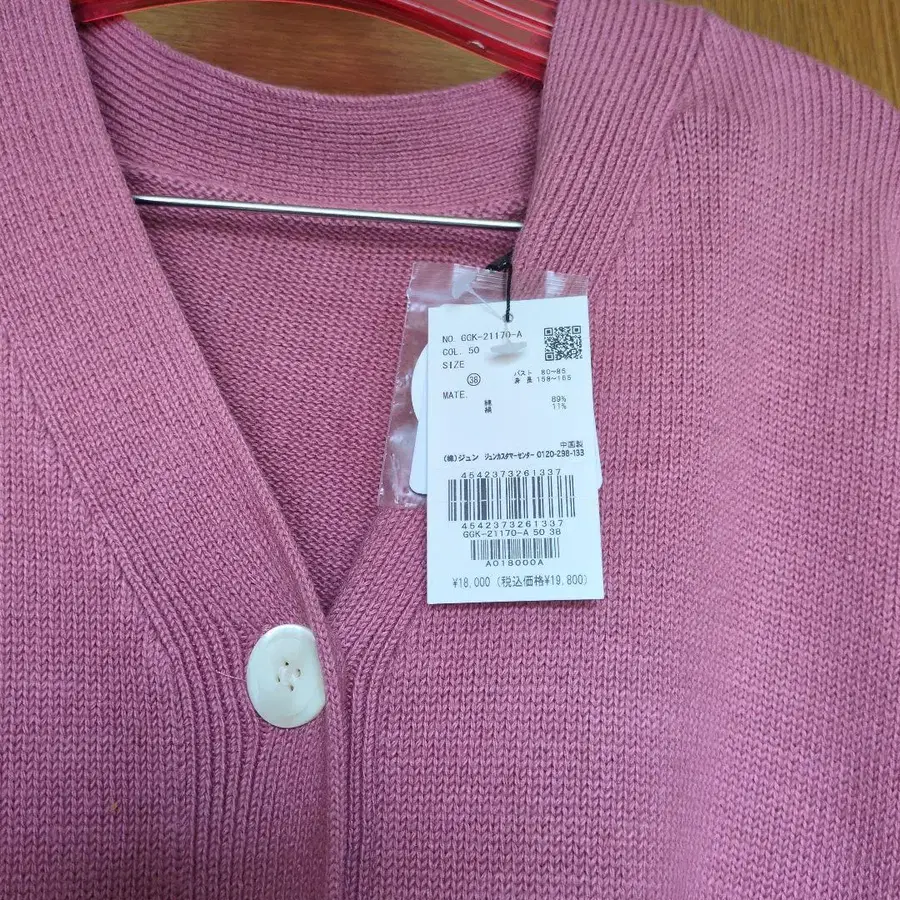 NO. GGK-21170-A
COL. 50
SIZE
38 バスト 80~85
身 長 158~165
MATE.
綿 89%
絹 11%
中国製
(株)ジュン ジュンカスタマーセンター 0120-298-133
4542373261337
4542373261337
GGK-21170-A 50 38
A018000A
¥18,000 (税込価格¥19,800)